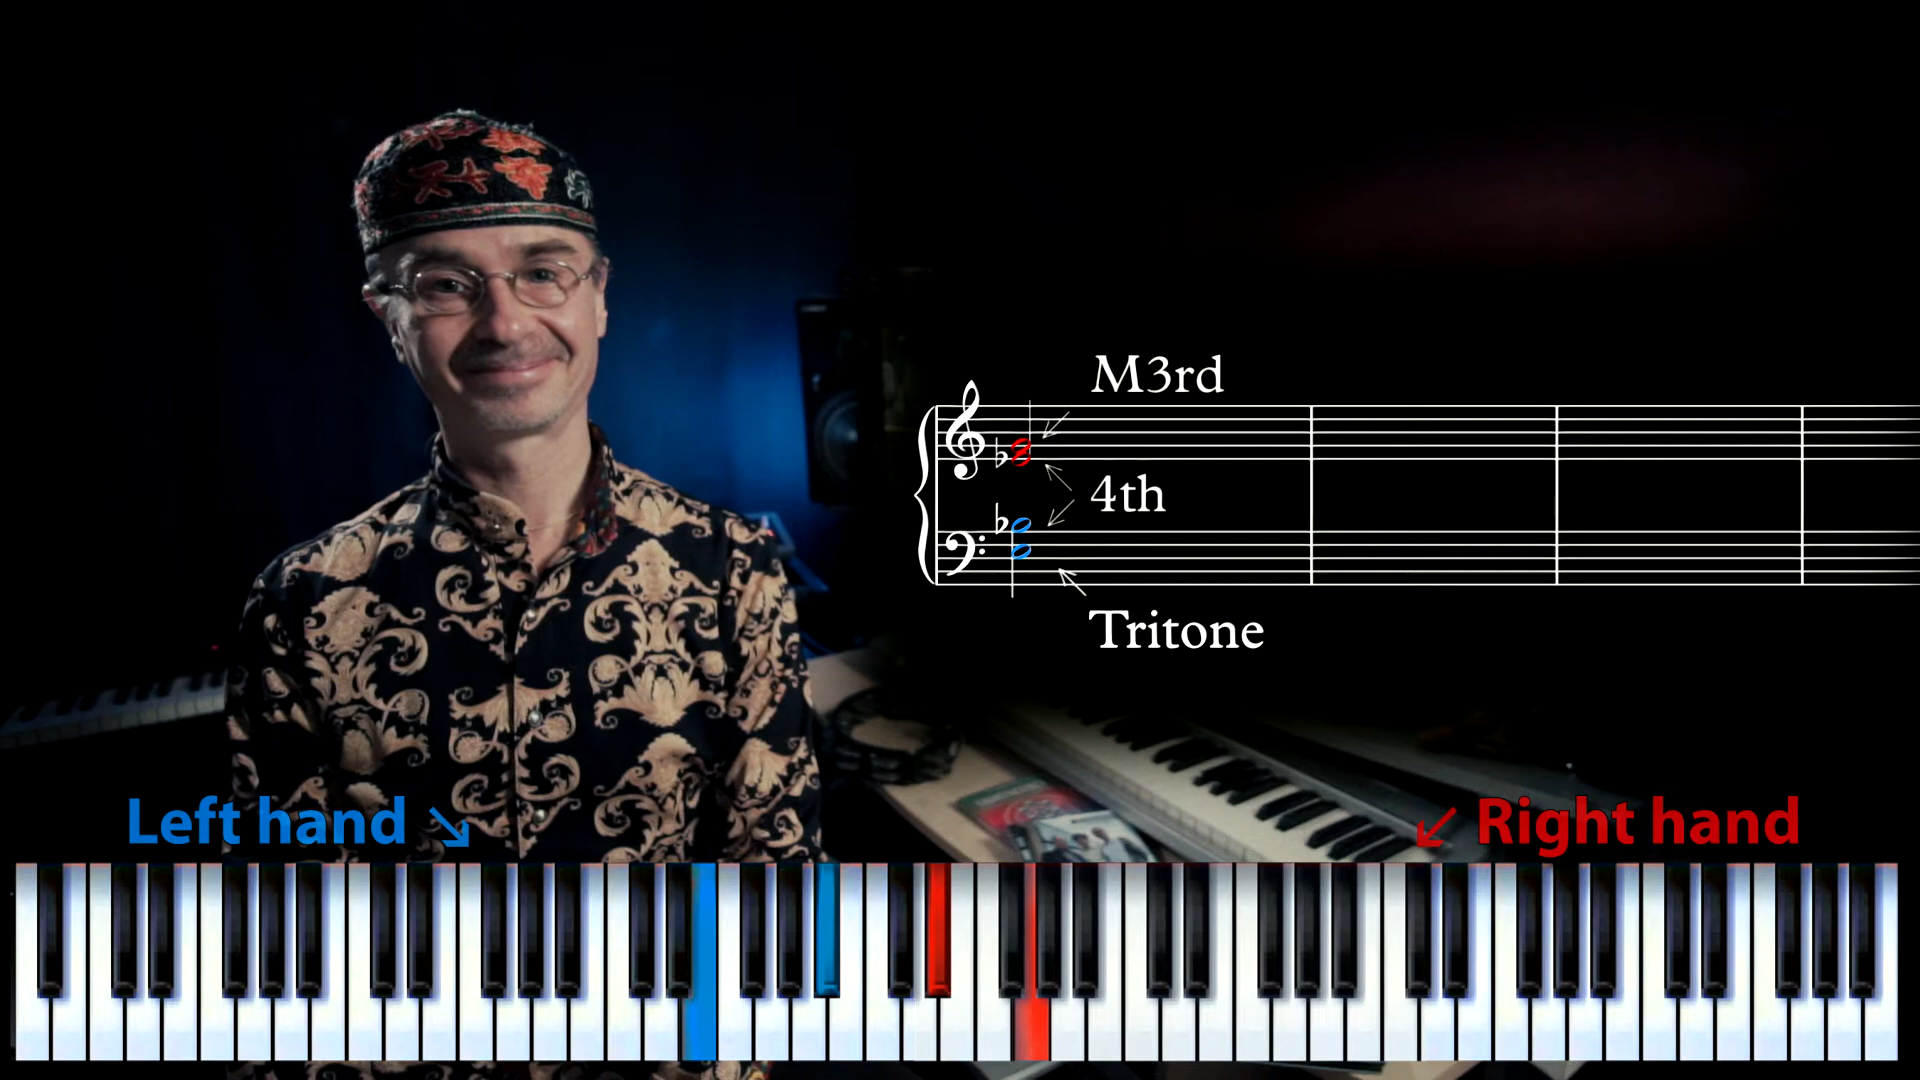 M3rd
4th
Tritone
Left hand ↘
↙ Right hand